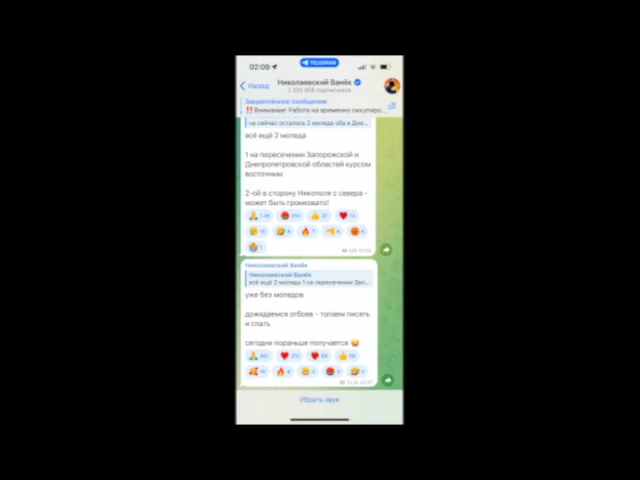 02:09
TELEGRAM
Назад
Николаевский Ванёк
Закреплённое сообщение
!! Внимание! Работа на временно оккупиро...
на сейчас осталось 2 мопеда оба в Дно...
всё ещё 2 мопеда
1 на пересечении Запорожской и
Днепропетровской областей курсом
восточным
2-ой в сторону Никополя с севера -
может быть громковато!
Николаевский Ванёк
Николаевский Ванёк
всё ещё 2 мопеда 1 на пересечении Зап...
уже без мопедов
дожидаемся отбоев - топаем писять
и спать
сегодня пораньше получается
Убрать звук